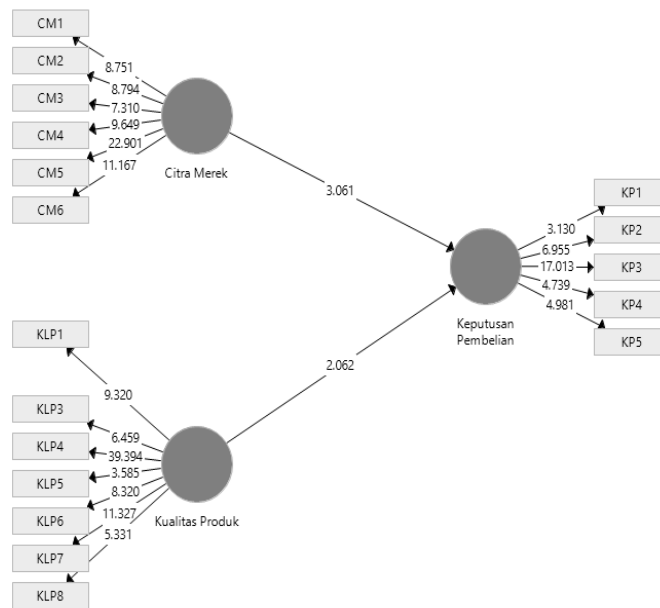 CM1
CM2
CM3
CM4
CM5
CM6
8.751
8.794
7.310
9.649
22.901
11.167
Citra Merek
3.061
KP1
KP2
KP3
KP4
KP5
3.130
6.955
17.013
4.739
4.981
Keputusan
Pembelian
KLP1
KLP3
KLP4
KLP5
KLP6
KLP7
KLP8
9.320
6.459
39.394
3.585
8.320
11.327
5.331
Kualitas Produk
2.062